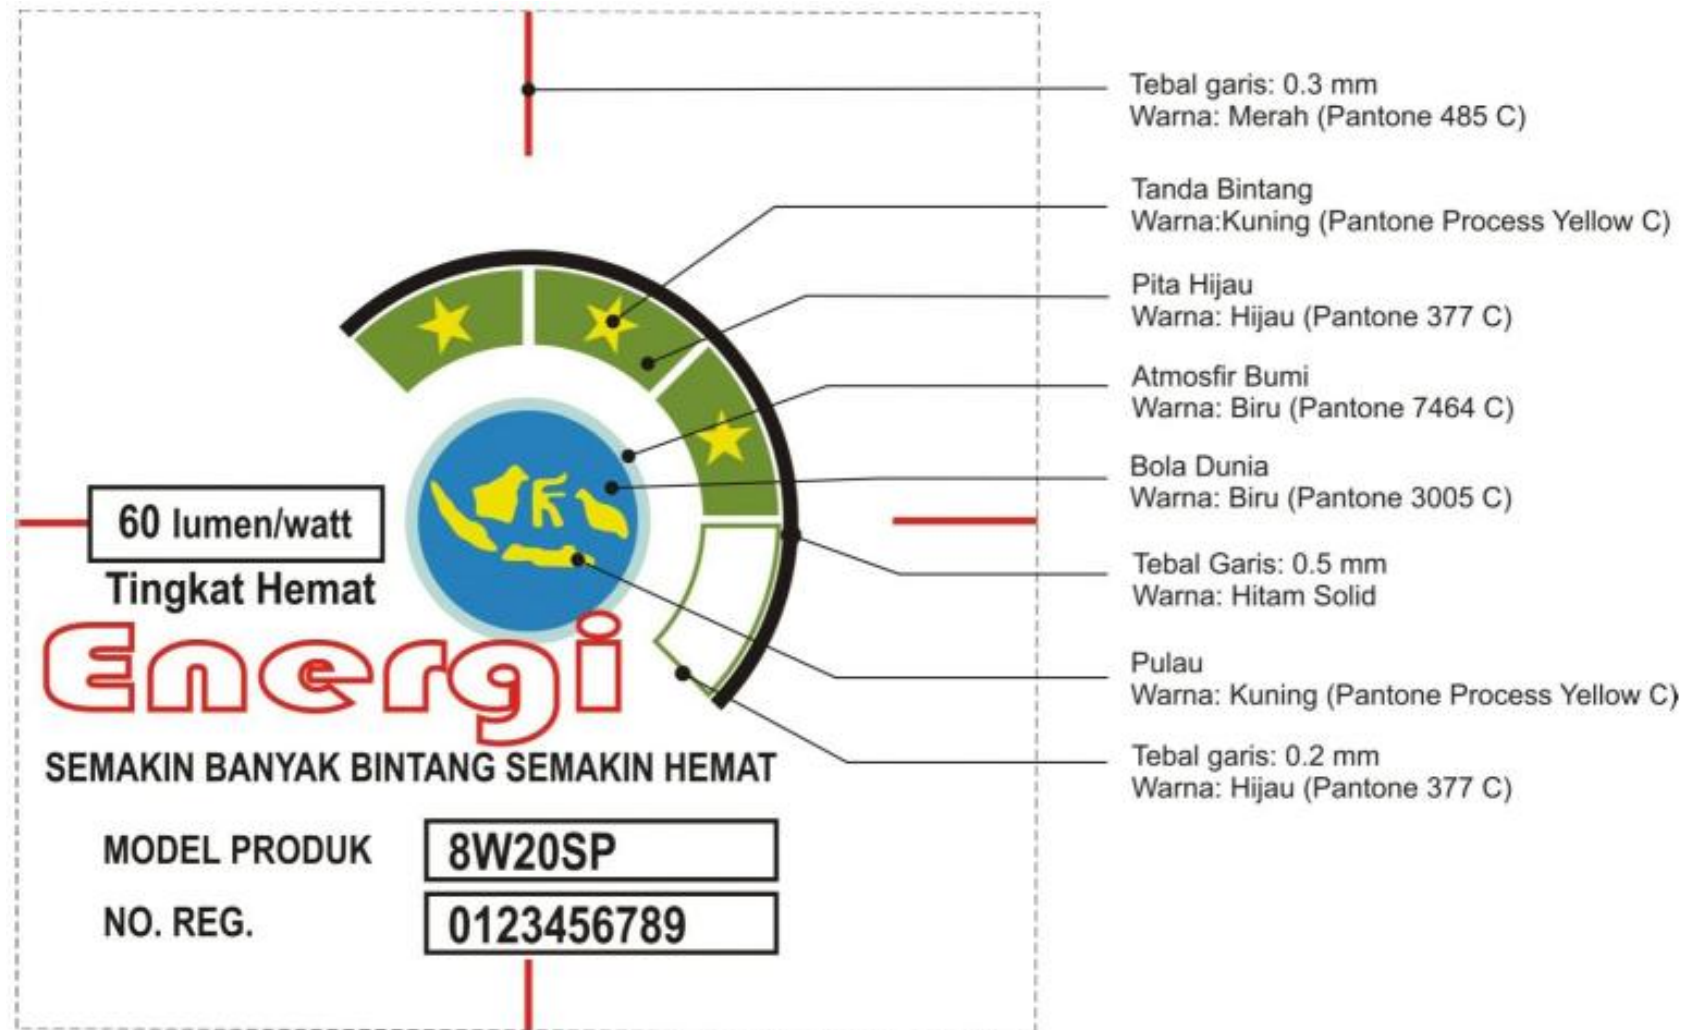 Tebal garis: 0.3 mm
Warna: Merah (Pantone 485 C)
Tanda Bintang
Warna:Kuning (Pantone Process Yellow C)
Pita Hijau
Warna: Hijau (Pantone 377 C)
Atmosfir Bumi
Warna: Biru (Pantone 7464 C)
Bola Dunia
Warna: Biru (Pantone 3005 C)
Tebal Garis: 0.5 mm
Warna: Hitam Solid
Pulau
Warna: Kuning (Pantone Process Yellow C)
Tebal garis: 0.2 mm
Warna: Hijau (Pantone 377 C)
60 lumen/watt
Tingkat Hemat
Energi
SEMAKIN BANYAK BINTANG SEMAKIN HEMAT
MODEL PRODUK 8W20SP
NO. REG. 0123456789